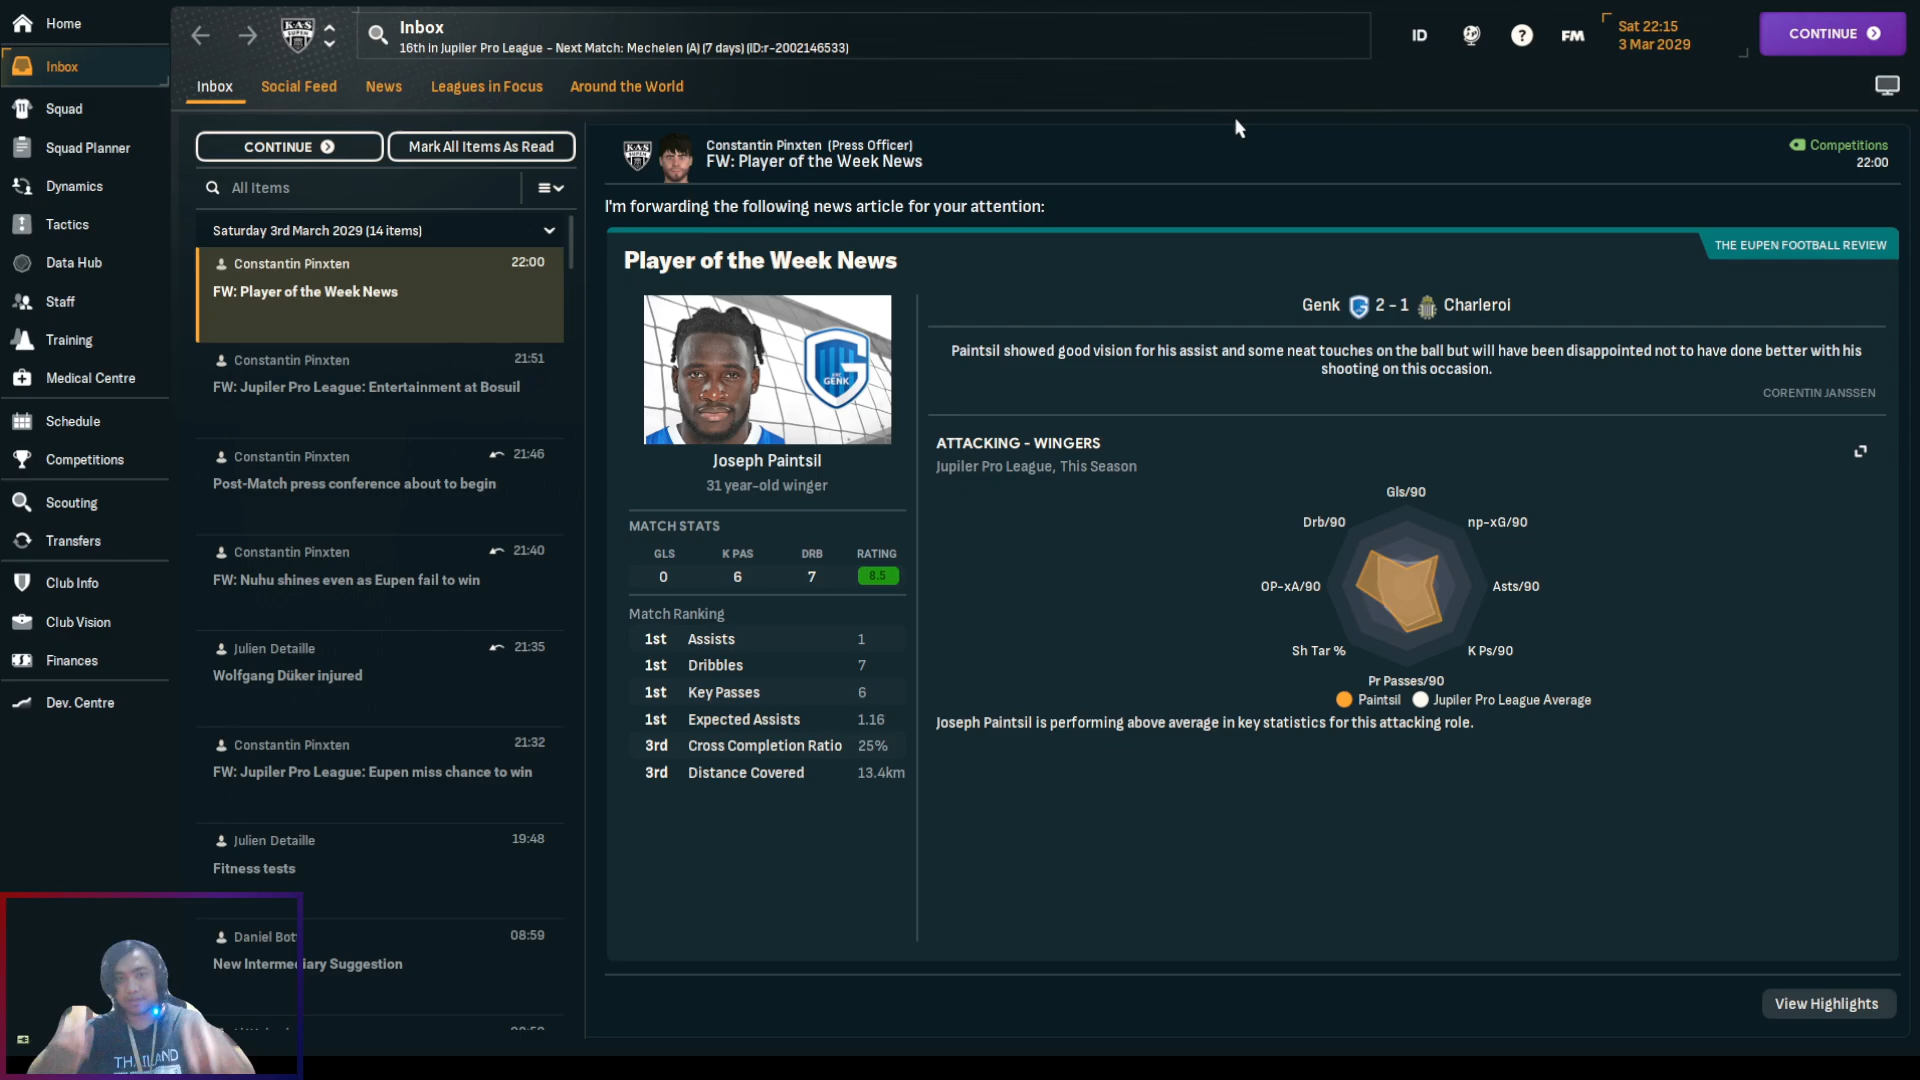 Home
Inbox
Squad
Squad Planner
Dynamics
Tactics
Data Hub
Staff
Training
Medical Centre
Schedule
Competitions
Scouting
Transfers
Club Info
Club Vision
Finances
Dev. Centre
Inbox
16th in Jupiler Pro League - Next Match: Mechelen (A) (7 days) (ID:r-2002146533)
ID
FM
Sat 22:15
3 Mar 2029
CONTINUE
Inbox
Social Feed
News
Leagues in Focus
Around the World
CONTINUE
Mark All Items As Read
All Items
Saturday 3rd March 2029 (14 items)
Constantin Pinxten 22:00
FW: Player of the Week News
Constantin Pinxten 21:51
FW: Jupiler Pro League: Entertainment at Bosuil
Constantin Pinxten 21:46
Post-Match press conference about to begin
Constantin Pinxten 21:40
FW: Nuhu shines even as Eupen fail to win
Julien Detaille 21:35
Wolfgang Düker injured
Constantin Pinxten 21:32
FW: Jupiler Pro League: Eupen miss chance to win
Julien Detaille 19:48
Fitness tests
Daniel Bot 08:59
New Intermediary Suggestion
THAILAND
Constantin Pinxten (Press Officer)
FW: Player of the Week News
Competitions
22:00
I'm forwarding the following news article for your attention:
THE EUPEN FOOTBALL REVIEW
Player of the Week News
GENK
Joseph Paintsil
31 year-old winger
MATCH STATS
GLS K PAS DRB RATING
0 6 7 8.5
Match Ranking
1st Assists 1
1st Dribbles 7
1st Key Passes 6
1st Expected Assists 1.16
3rd Cross Completion Ratio 25%
3rd Distance Covered 13.4km
Genk 2 - 1 Charleroi
Paintsil showed good vision for his assist and some neat touches on the ball but will have been disappointed not to have done better with his
shooting on this occasion.
CORENTIN JANSSEN
ATTACKING - WINGERS
Jupiler Pro League, This Season
Gls/90
Drb/90
np-xG/90
OP-xA/90
Asts/90
Sh Tar %
K Ps/90
Pr Passes/90
Paintsil
Jupiler Pro League Average
Joseph Paintsil is performing above average in key statistics for this attacking role.
View Highlights